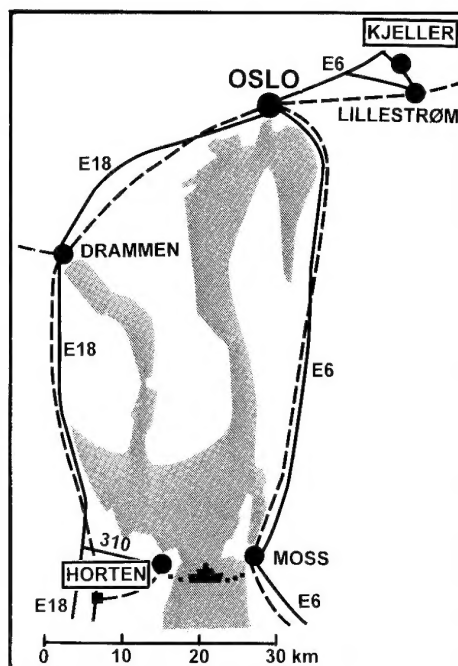 KJELLER
E6
OSLO
LILLESTRØM
E18
DRAMMEN
E18
E6
310
MOSS
HORTEN
E18
E6
0 10 20 30 km